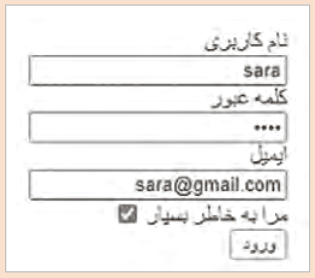 نام کاربری
sara
کلمه عبور
••••
ایمیل
sara@gmail.com
مرا به خاطر بسپار
ورود